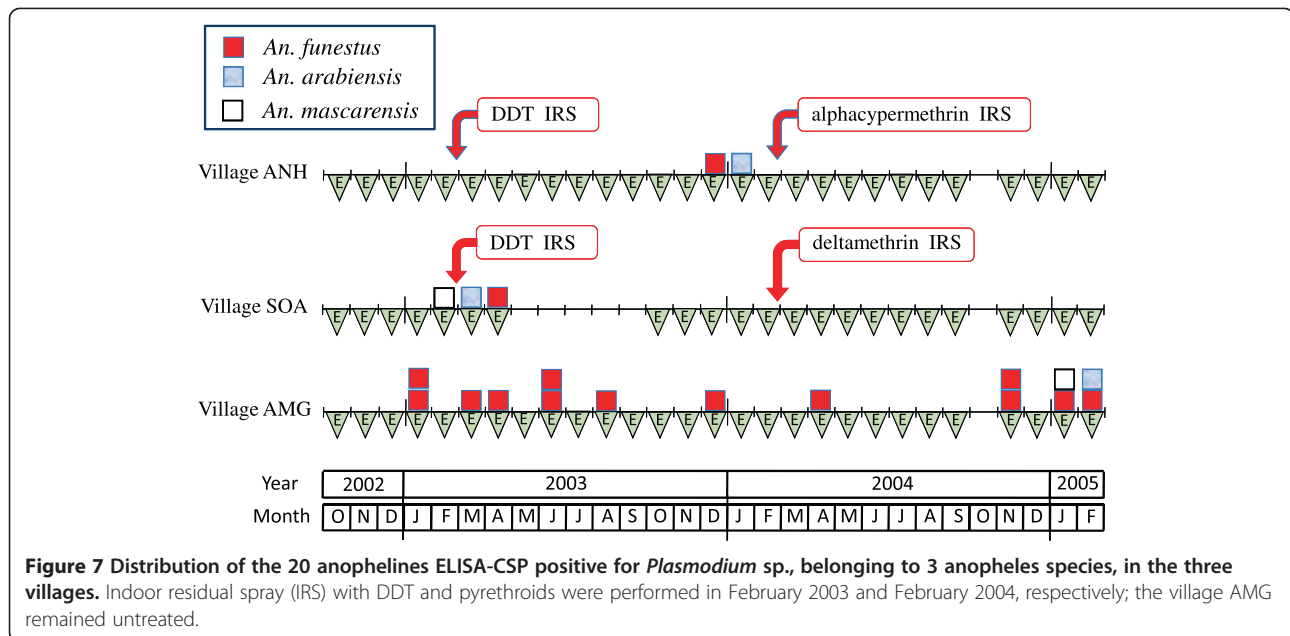 An. funestus
An. arabiensis
An. mascarensis
DDT IRS
alphacypermethrin IRS
Village ANH
E E E E E E E E E E E E E E E E E E E E E E E E E E E E
DDT IRS
deltamethrin IRS
Village SOA
E E E E E E E E E E E E E E E E E E E E E E E
Village AMG
E E E E E E E E E E E E E E E E E E E E E E E E E E E E
Year 2002 2003 2004 2005
Month O N D J F M A M J J A S O N D J F M A M J J A S O N D J F
Figure 7 Distribution of the 20 anophelines ELISA-CSP positive for Plasmodium sp., belonging to 3 anopheles species, in the three
villages. Indoor residual spray (IRS) with DDT and pyrethroids were performed in February 2003 and February 2004, respectively; the village AMG
remained untreated.